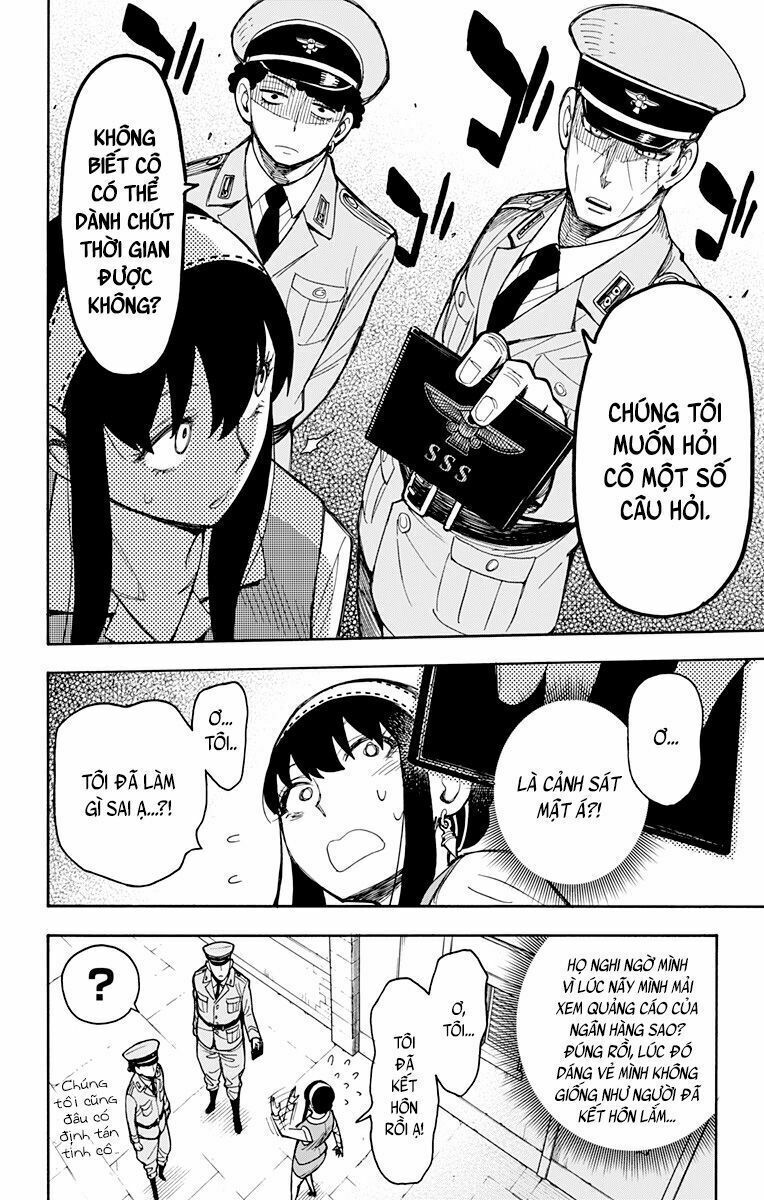 CHÚNG TÔI
MUỐN HỎI
CÔ MỘT SỐ
CÂU HỎI.
SSS
KHÔNG
BIẾT CÔ
CÓ THỂ
DÀNH CHÚT
THỜI GIAN
ĐƯỢC
KHÔNG?
Ơ...
LÀ CẢNH SÁT
MẬT Á?!
Ơ...
TÔI..
TÔI ĐÃ LÀM
GÌ SAI Ạ...?!
HỌ NGHI NGỜ MÌNH
VÌ LÚC NÃY MÌNH MẢI
XEM QUẢNG CÁO CỦA
NGÂN HÀNG SAO?
ĐÚNG RỒI, LÚC ĐÓ
DÁNG VẺ MÌNH KHÔNG
GIỐNG NHƯ NGƯỜI ĐÃ
KẾT HÔN LẮM...
Ơ,
TÔI...
TÔI
ĐÃ
KẾT
HÔN
RỒI Ạ!
?
Chúng
tôi cũng
đâu có
định tán
tỉnh cô..